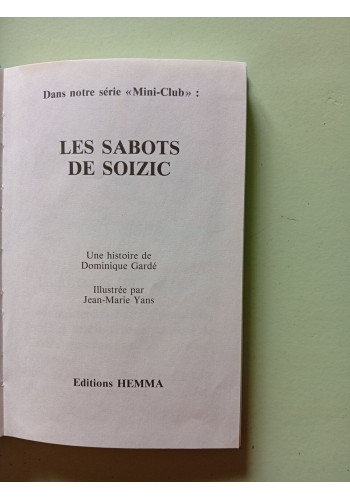 Dans notre série «Mini-Club» :
LES SABOTS
DE SOIZIC
Une histoire de
Dominique Gardé
Illustrée par
Jean-Marie Yans
Editions HEMMA